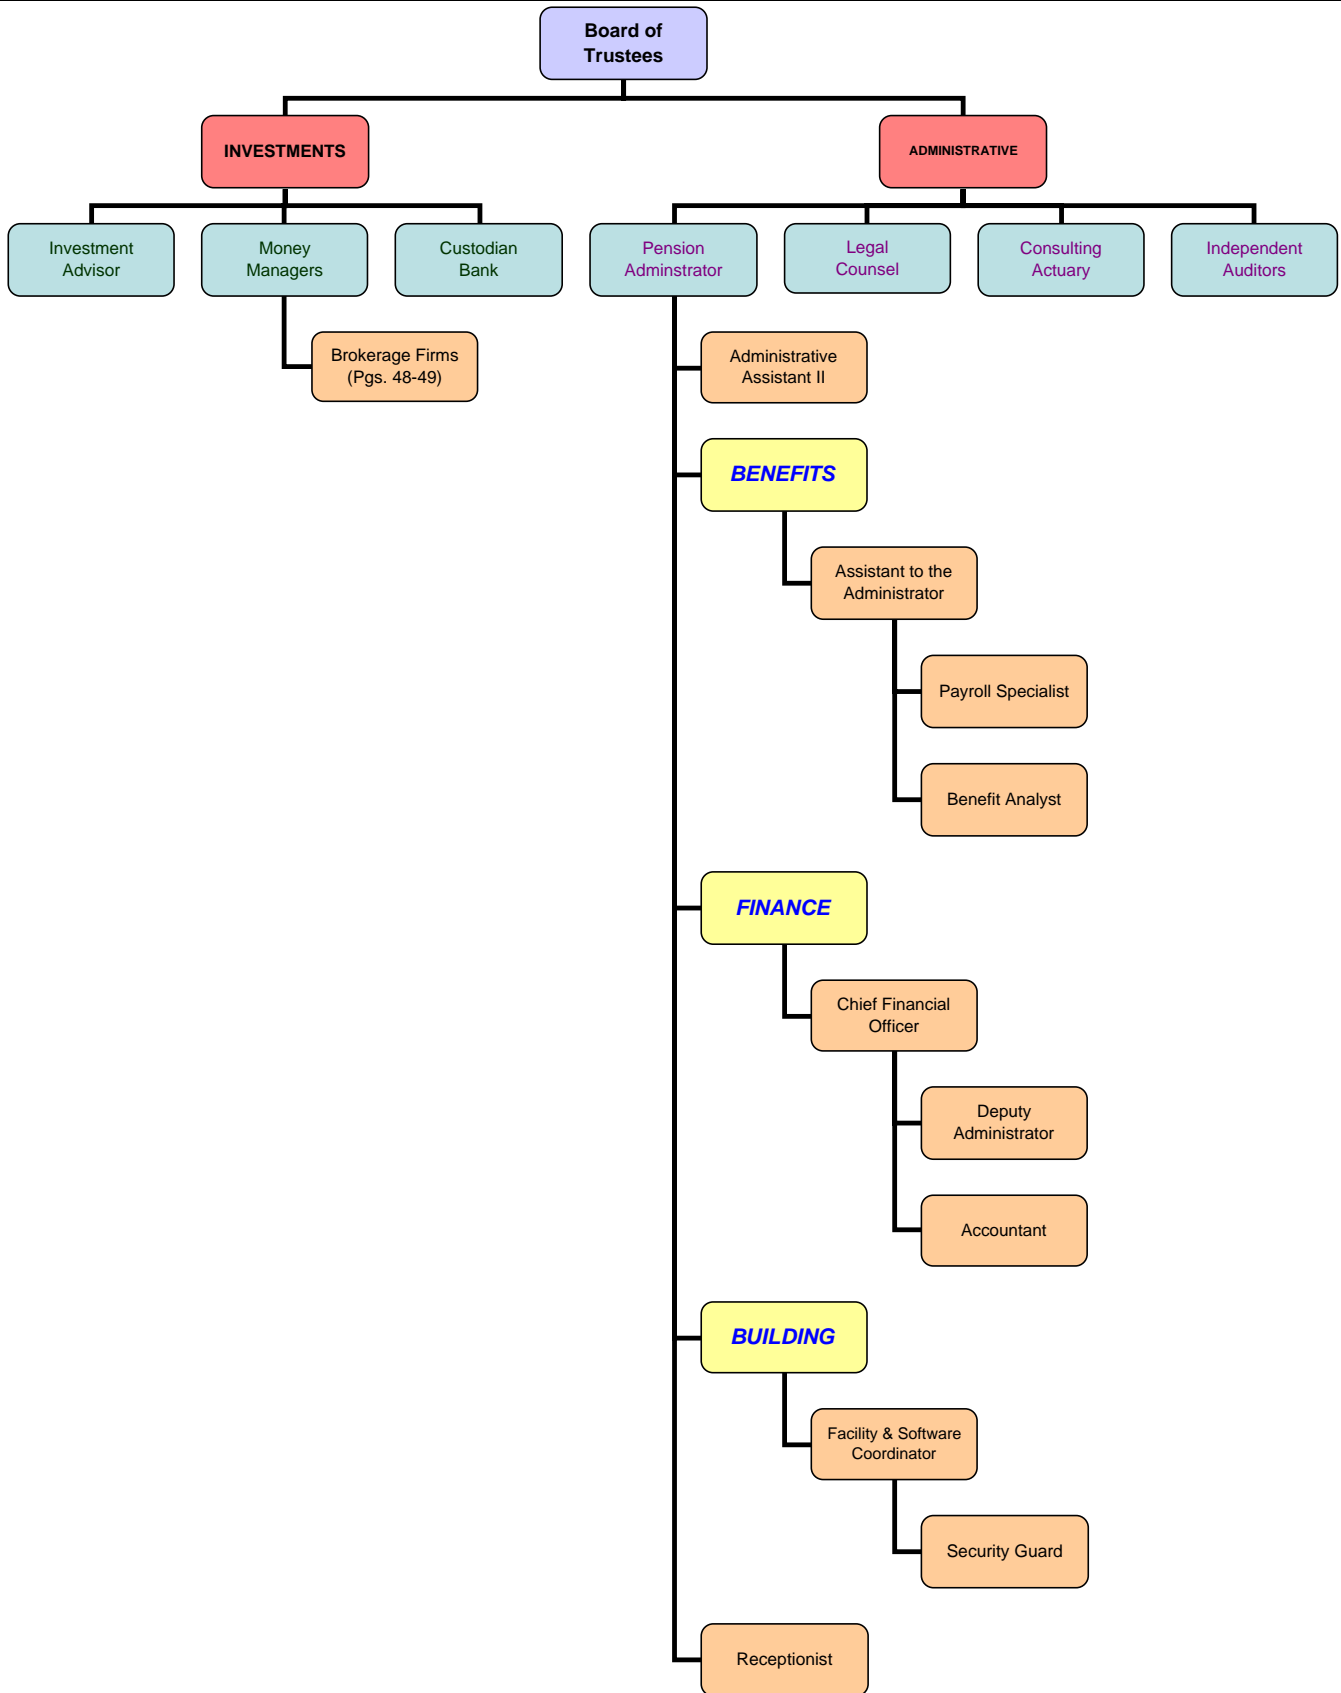 Board of
Trustees
INVESTMENTS
ADMINISTRATIVE
Investment
Advisor
Money
Managers
Custodian
Bank
Pension
Adminstrator
Legal
Counsel
Consulting
Actuary
Independent
Auditors
Brokerage Firms
(Pgs. 48-49)
Administrative
Assistant II
BENEFITS
Assistant to the
Administrator
Payroll Specialist
Benefit Analyst
FINANCE
Chief Financial
Officer
Deputy
Administrator
Accountant
BUILDING
Facility & Software
Coordinator
Security Guard
Receptionist